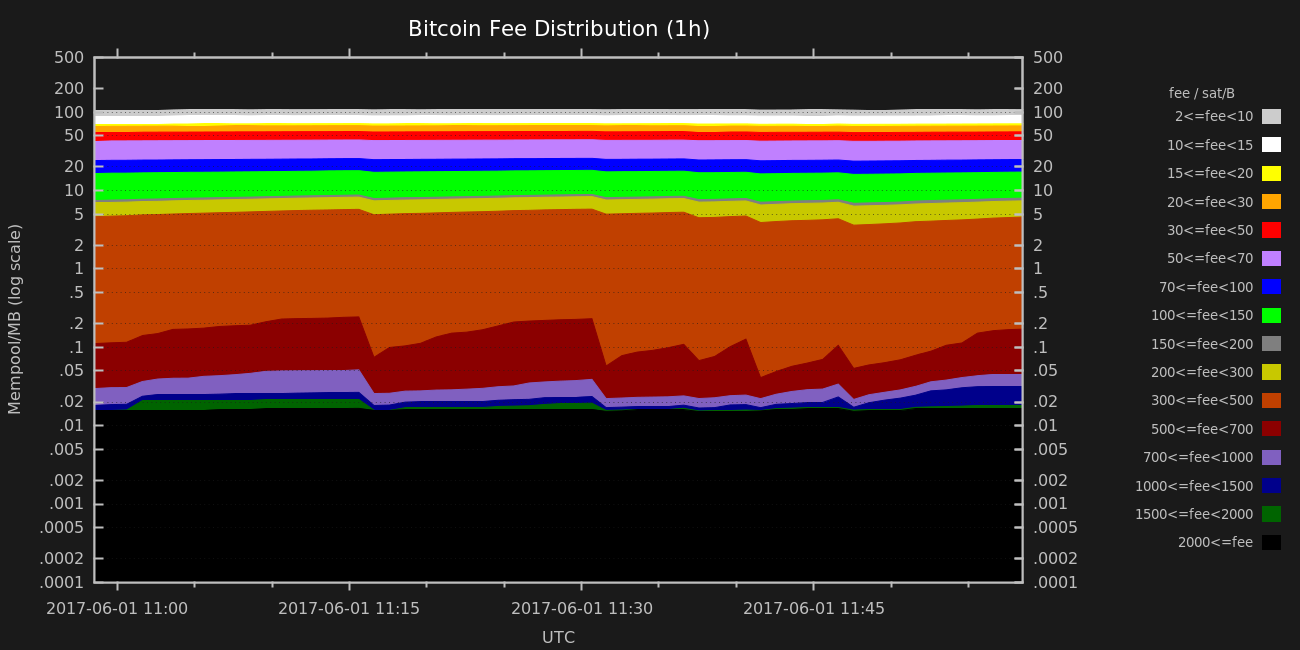 Bitcoin Fee Distribution (1h)
Mempool/MB (log scale)
500
200
100
50
20
10
5
2
1
.5
.2
.1
.05
.02
.01
.005
.002
.001
.0005
.0002
.0001
500
200
100
50
20
10
5
2
1
.5
.2
.1
.05
.02
.01
.005
.002
.001
.0005
.0002
.0001
2017-06-01 11:00
2017-06-01 11:15
2017-06-01 11:30
2017-06-01 11:45
UTC
fee / sat/B
2<=fee<10
10<=fee<15
15<=fee<20
20<=fee<30
30<=fee<50
50<=fee<70
70<=fee<100
100<=fee<150
150<=fee<200
200<=fee<300
300<=fee<500
500<=fee<700
700<=fee<1000
1000<=fee<1500
1500<=fee<2000
2000<=fee